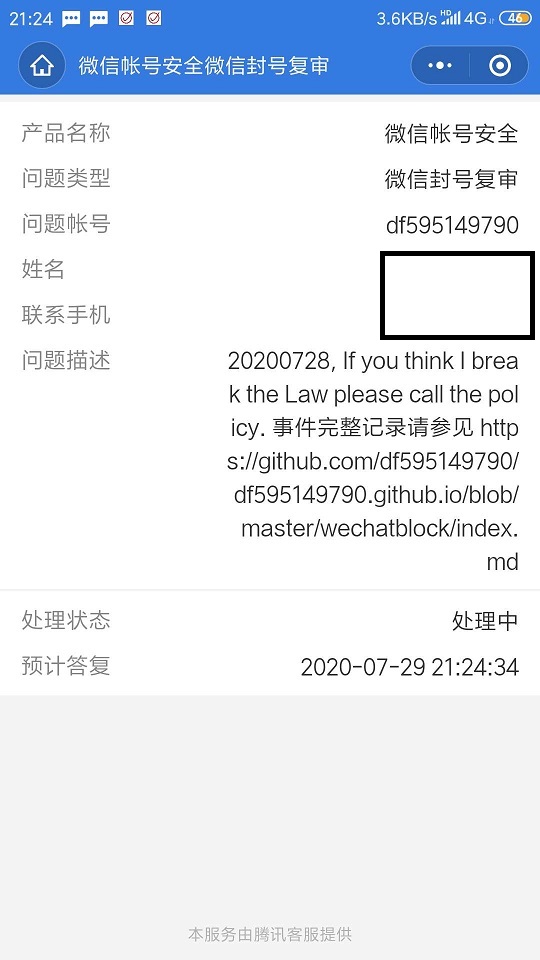 21:24 3.6KB/s HD 4G 46
微信帐号安全微信封号复审
产品名称 微信帐号安全
问题类型 微信封号复审
问题帐号 df595149790
姓名
联系手机
问题描述 20200728, If you think I brea
k the Law please call the pol
icy. 事件完整记录请参见 http
s://github.com/df595149790/
df595149790.github.io/blob/
master/wechatblock/index.
md
处理状态 处理中
预计答复 2020-07-29 21:24:34
本服务由腾讯客服提供